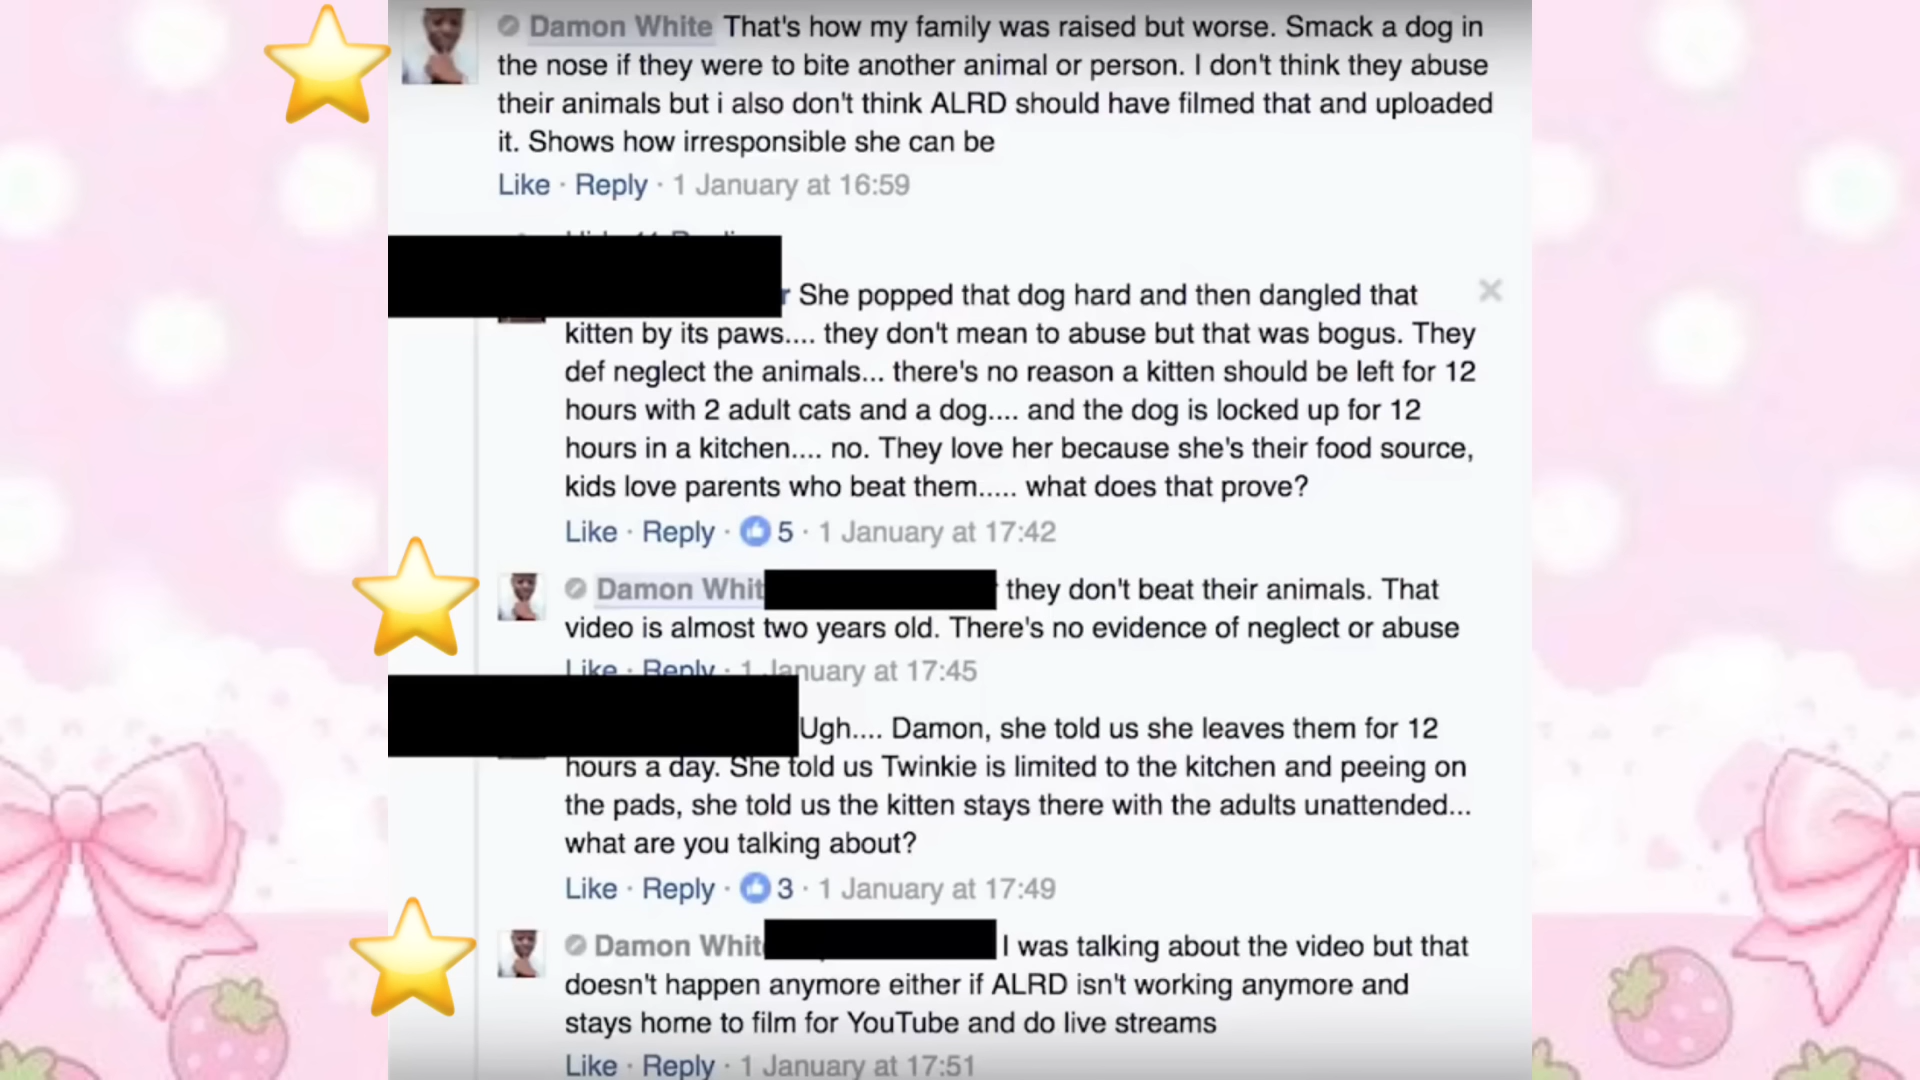 Damon White That's how my family was raised but worse. Smack a dog in
the nose if they were to bite another animal or person. I don't think they abuse
their animals but i also don't think ALRD should have filmed that and uploaded
it. Shows how irresponsible she can be
Like · Reply · 1 January at 16:59
r She popped that dog hard and then dangled that
kitten by its paws.... they don't mean to abuse but that was bogus. They
def neglect the animals... there's no reason a kitten should be left for 12
hours with 2 adult cats and a dog.... and the dog is locked up for 12
hours in a kitchen.... no. They love her because she's their food source,
kids love parents who beat them..... what does that prove?
Like · Reply · 5 · 1 January at 17:42
Damon Whit they don't beat their animals. That
video is almost two years old. There's no evidence of neglect or abuse
Like · Reply · 1 January at 17:45
Ugh.... Damon, she told us she leaves them for 12
hours a day. She told us Twinkie is limited to the kitchen and peeing on
the pads, she told us the kitten stays there with the adults unattended...
what are you talking about?
Like · Reply · 3 · 1 January at 17:49
Damon Whit I was talking about the video but that
doesn't happen anymore either if ALRD isn't working anymore and
stays home to film for YouTube and do live streams
Like · Reply · 1 January at 17:51